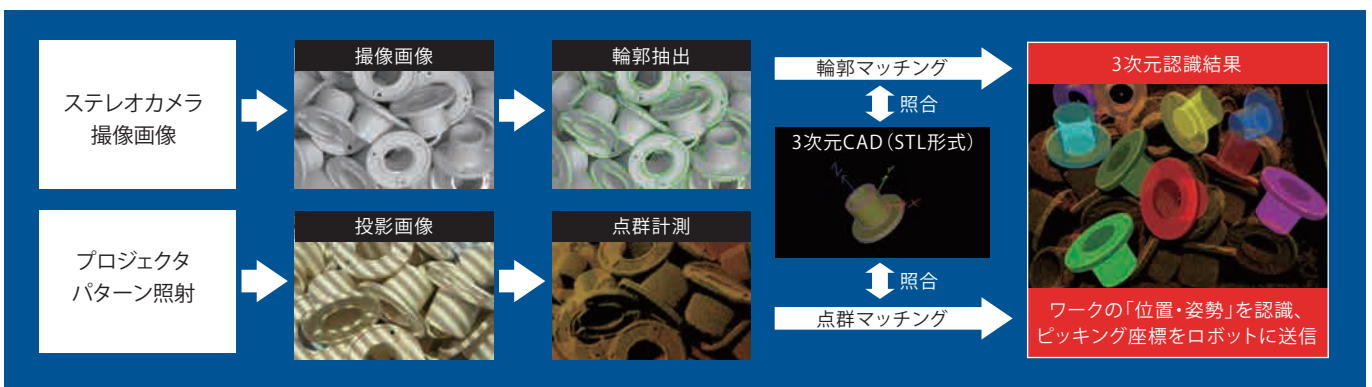 ステレオカメラ
撮像画像
撮像画像
輪郭抽出
輪郭マッチング
照合
3次元CAD（STL形式）
Z
Y
X
3次元認識結果
プロジェクタ
パターン照射
投影画像
点群計測
照合
点群マッチング
ワークの「位置・姿勢」を認識、
ピッキング座標をロボットに送信